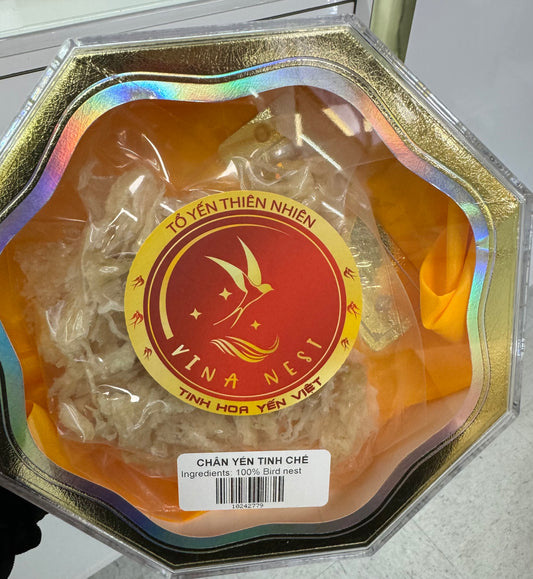 TỔ YẾN THIÊN NHIÊN
VINA NEST
TINH HOA YẾN VIỆT
CHÂN YẾN TINH CHẾ
Ingredients: 100% Bird nest
10242779